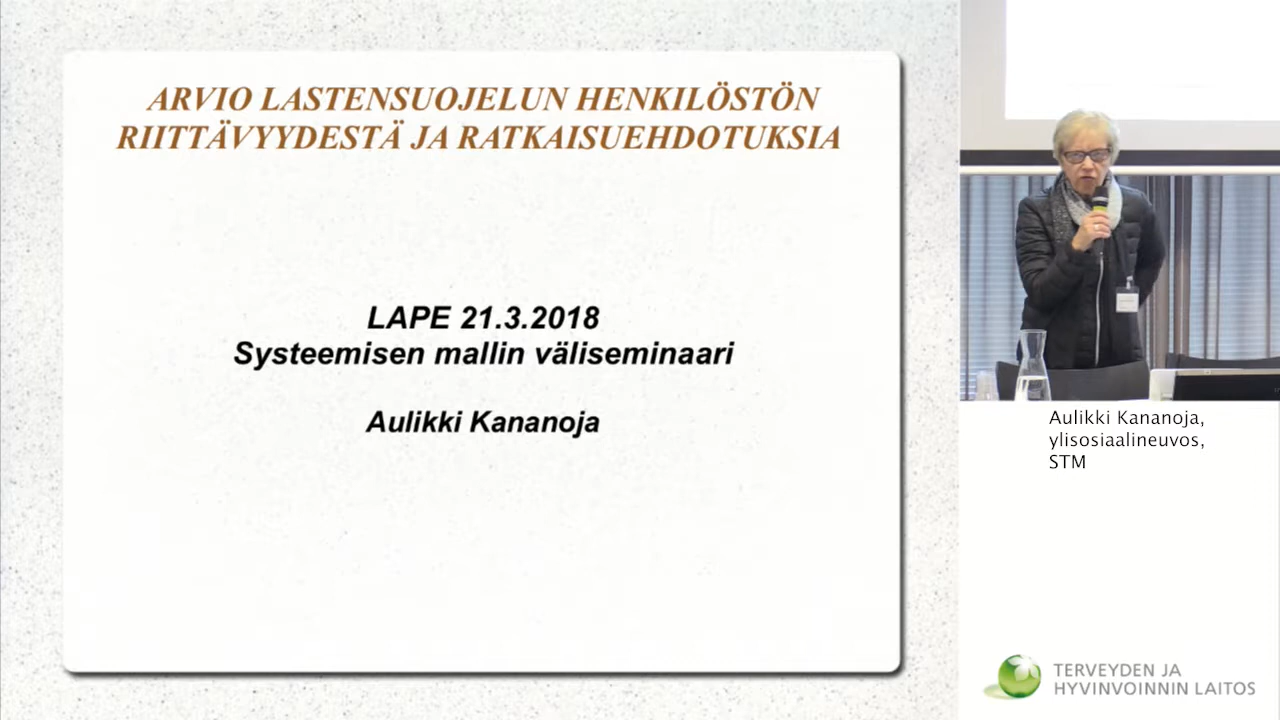 ARVIO LASTENSUOJELUN HENKILÖSTÖN
RIITTÄVYYDESTÄ JA RATKAISUEHDOTUKSIA
LAPE 21.3.2018
Systeemisen mallin väliseminaari
Aulikki Kananoja
Aulikki Kananoja,
ylisosiaalineuvos,
STM
TERVEYDEN JA
HYVINVOINNIN LAITOS